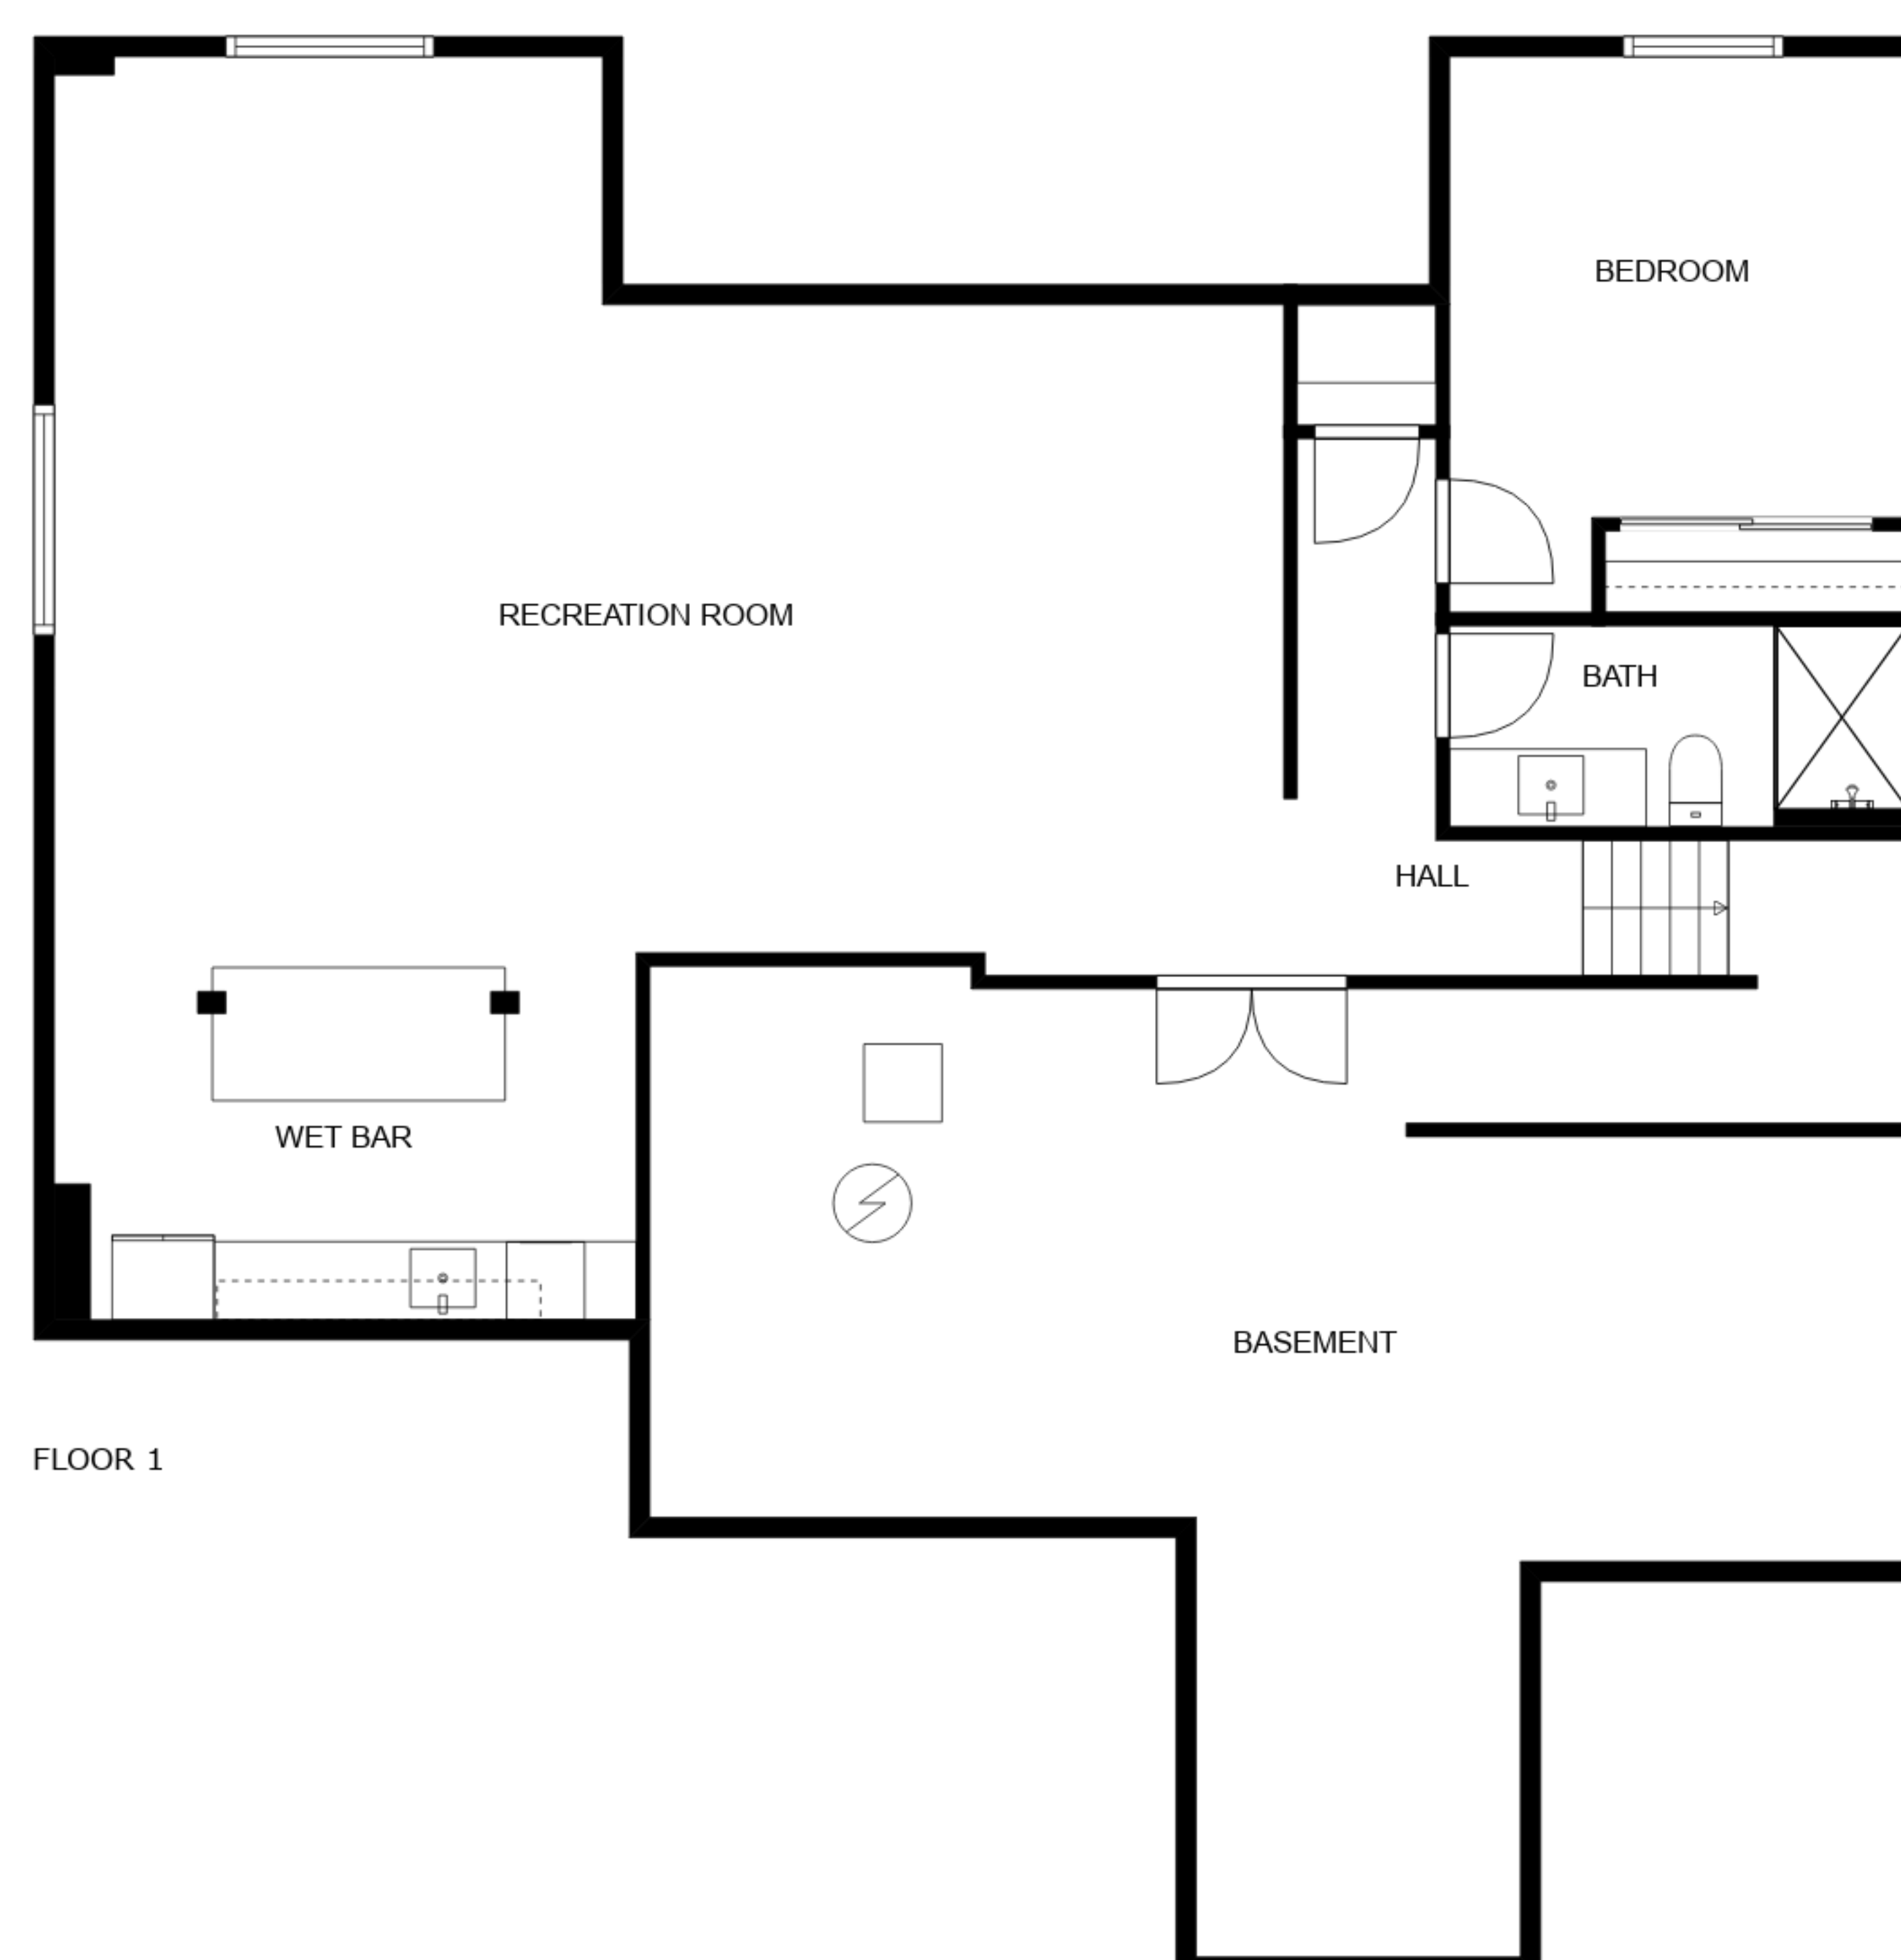 BEDROOM
RECREATION ROOM
BATH
HALL
WET BAR
BASEMENT
FLOOR 1